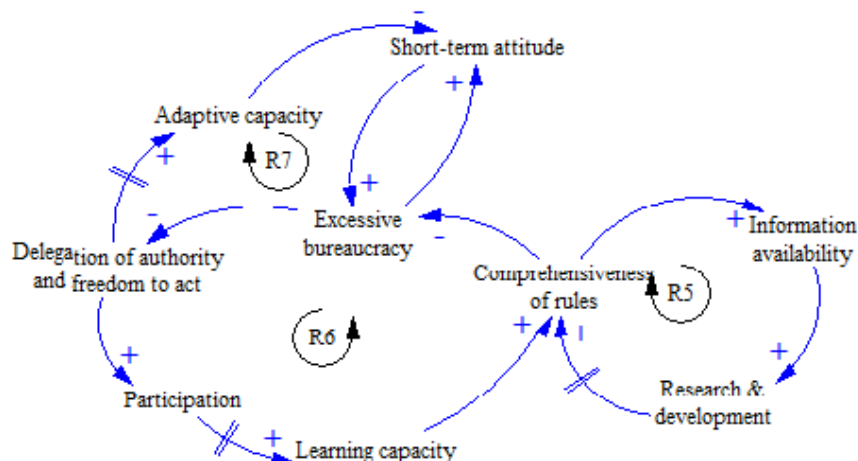 Short-term attitude
Adaptive capacity
R7
Excessive
bureaucracy
Information
availability
Delegation of authority
and freedom to act
Comprehensiveness
of rules
R5
R6
Research &
development
Participation
Learning capacity
-
+
+
+
-
-
+
+
+
+
+
+